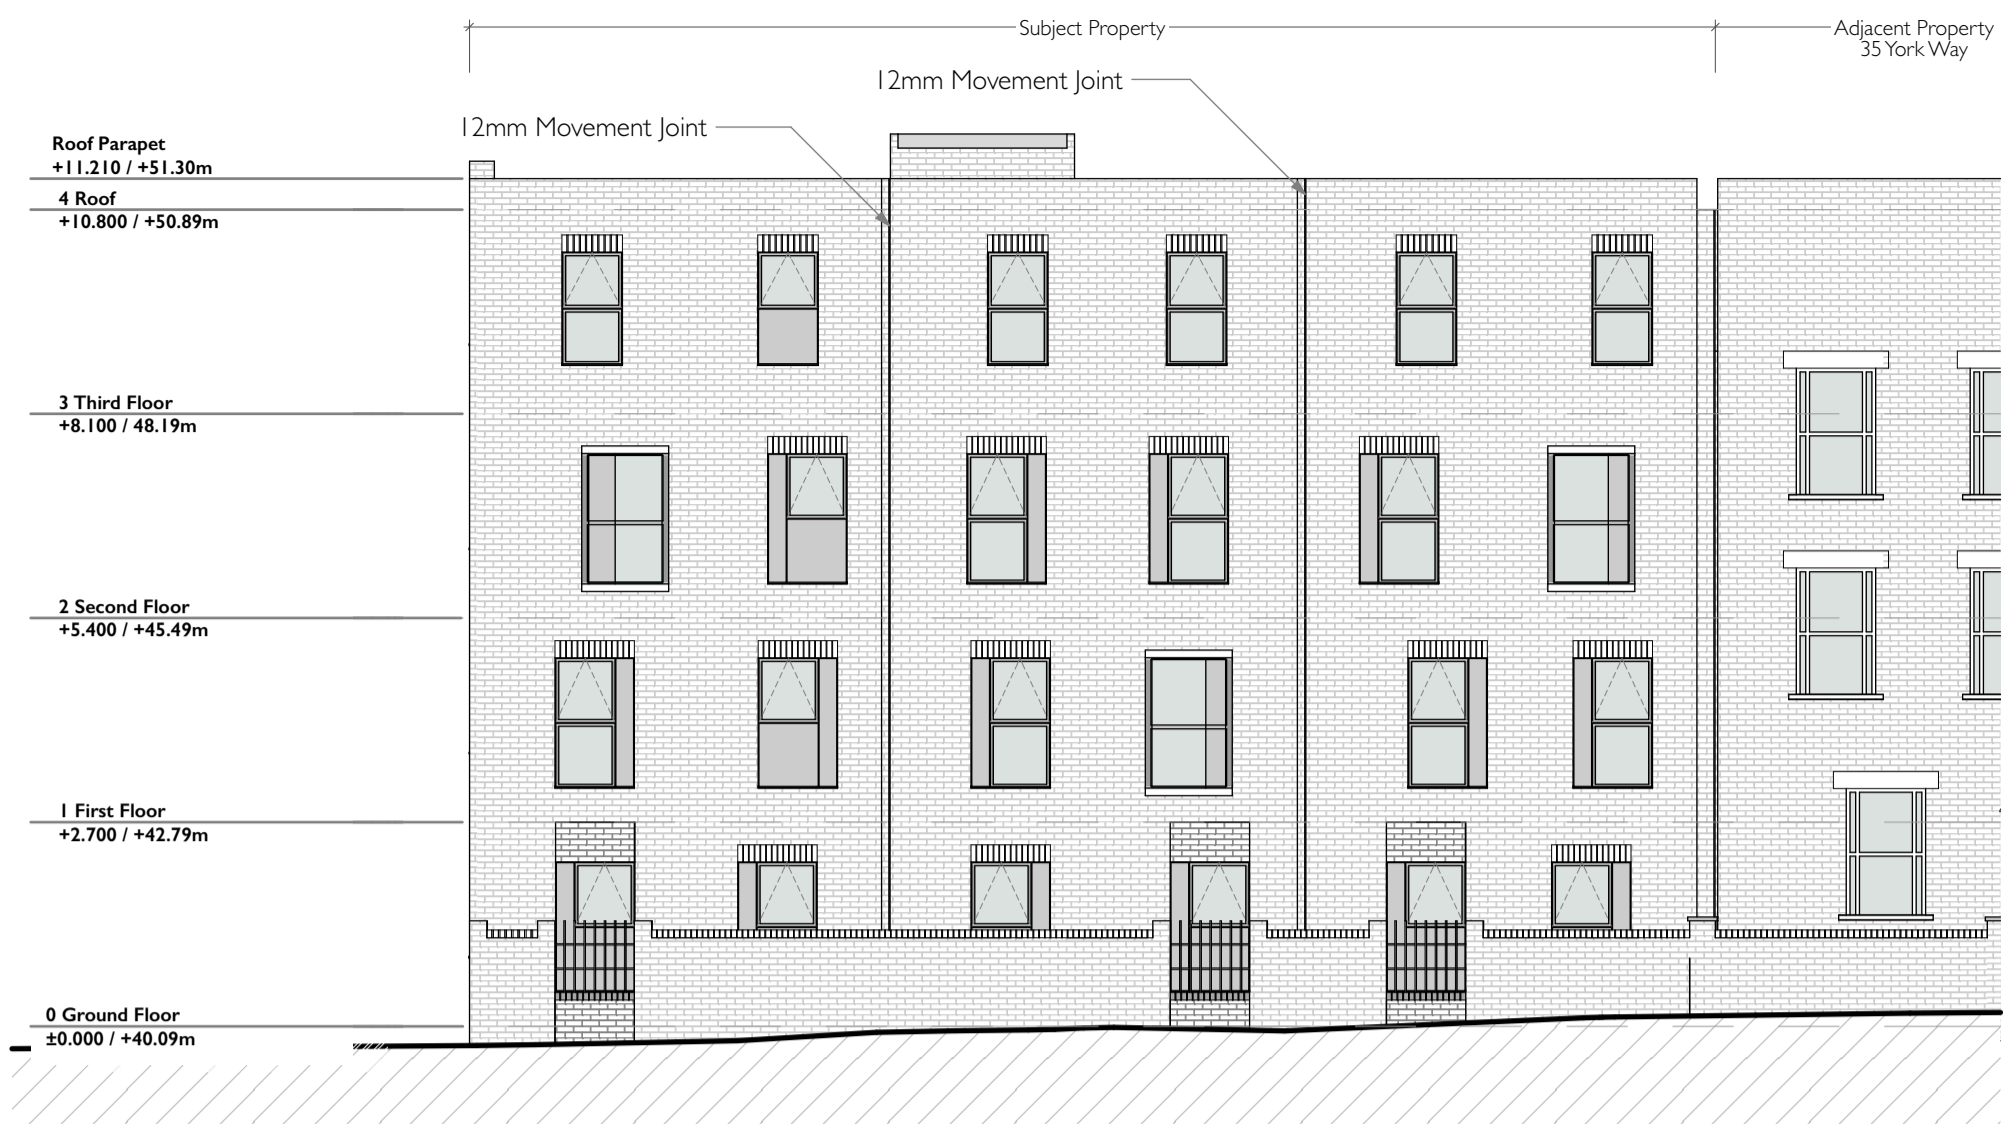 Subject Property
Adjacent Property
35 York Way
12mm Movement Joint
12mm Movement Joint
Roof Parapet
+11.210 / +51.30m
4 Roof
+10.800 / +50.89m
3 Third Floor
+8.100 / 48.19m
2 Second Floor
+5.400 / +45.49m
1 First Floor
+2.700 / +42.79m
0 Ground Floor
±0.000 / +40.09m